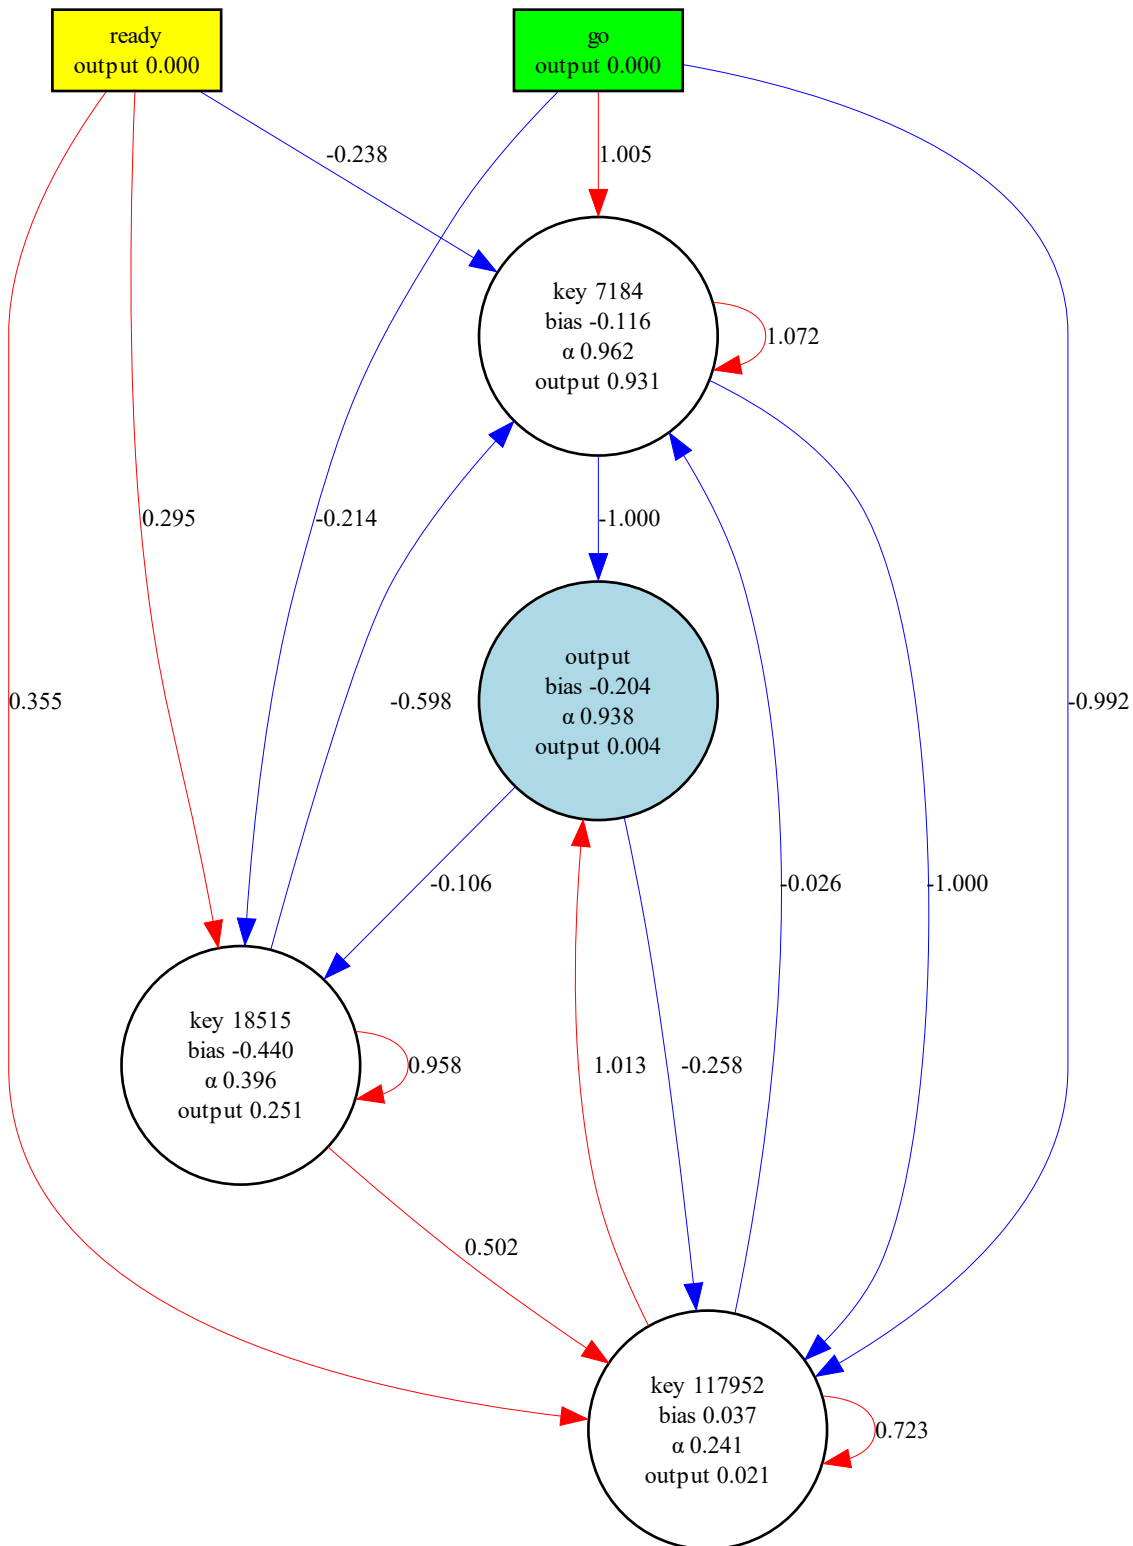 ready
output 0.000
go
output 0.000
-0.238
1.005
key 7184
bias -0.116
α 0.962
output 0.931
1.072
0.295
-0.214
-1.000
0.355
-0.598
output
bias -0.204
α 0.938
output 0.004
-0.992
-0.106
-0.026
-1.000
key 18515
bias -0.440
α 0.396
output 0.251
0.958
1.013
-0.258
0.502
key 117952
bias 0.037
α 0.241
output 0.021
0.723